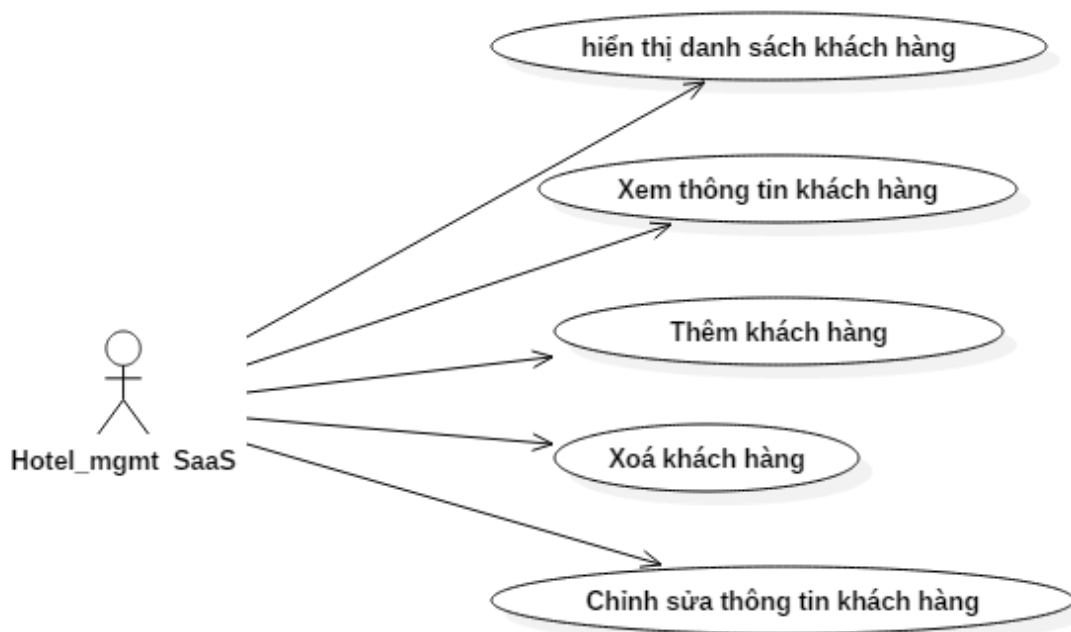 hiển thị danh sách khách hàng
Xem thông tin khách hàng
Thêm khách hàng
Hotel_mgmt SaaS
Xoá khách hàng
Chỉnh sửa thông tin khách hàng